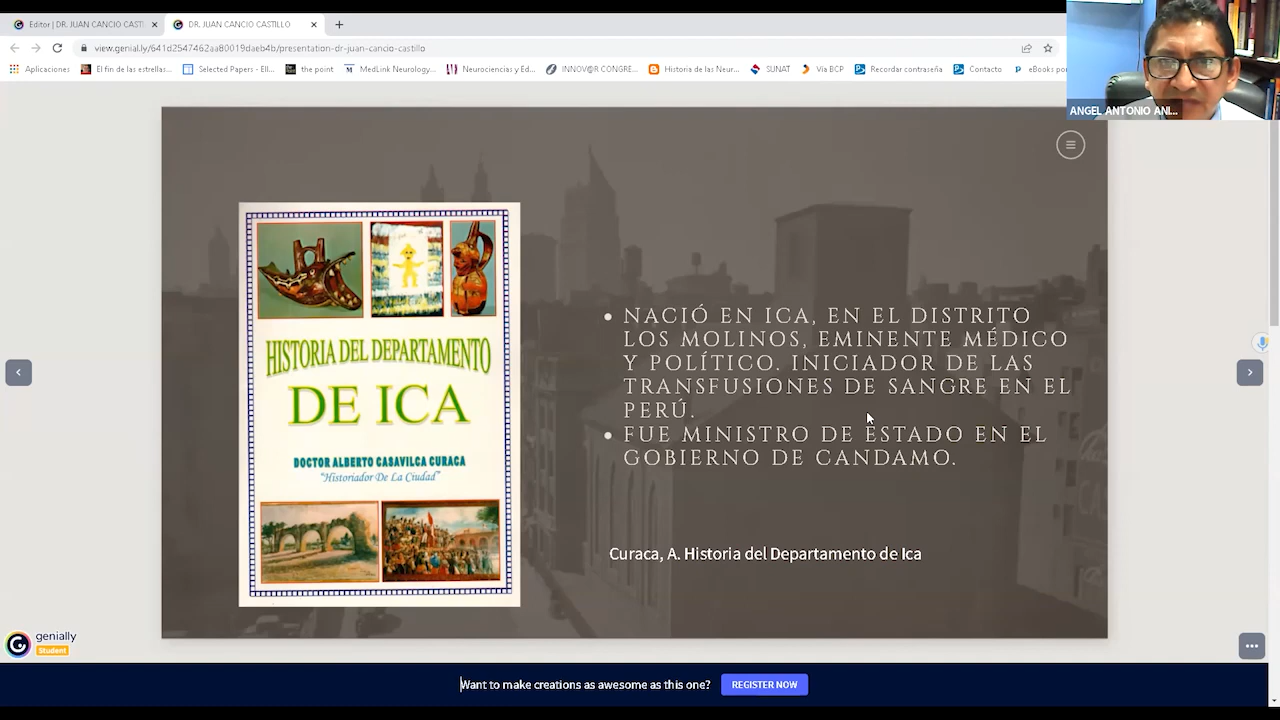 Editor | DR. JUAN CANCIO CASTI
DR. JUAN CANCIO CASTILLO
view.genial.ly/641d2547462aa80019daeb4b/presentation-dr-juan-cancio-castillo
Aplicaciones
El fin de las estrellas...
Selected Papers - Ell...
the point
MedLink Neurology...
Neurociencias y Ed...
INNOV@R CONGRE...
Historia de las Neur...
SUNAT
Via BCP
Recordar contraseña
Contacto
eBooks po
ANGEL ANTONIO ANI...
HISTORIA DEL DEPARTAMENTO
DE ICA
DOCTOR ALBERTO CASAVILCA CURACA
"Historiador De La Ciudad"
• NACIÓ EN ICA, EN EL DISTRITO
LOS MOLINOS, EMINENTE MÉDICO
Y POLÍTICO. INICIADOR DE LAS
TRANSFUSIONES DE SANGRE EN EL
PERÚ.
• FUE MINISTRO DE ESTADO EN EL
GOBIERNO DE CANDAMO.
Curaca, A. Historia del Departamento de Ica
genially
Student
Want to make creations as awesome as this one?
REGISTER NOW